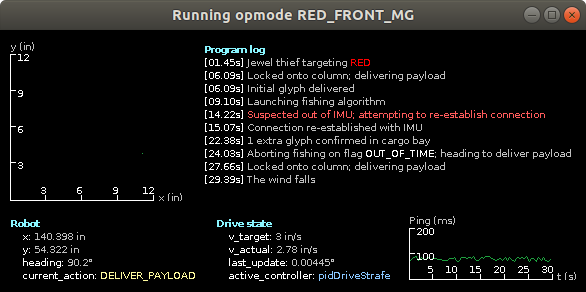 Running opmode RED_FRONT_MG
y (in)
12
9
6
3
3
6
9
12
x (in)
Program log
[01.45s] Jewel thief targeting RED
[06.09s] Locked onto column; delivering payload
[06.09s] Initial glyph delivered
[09.10s] Launching fishing algorithm
[14.22s] Suspected out of IMU; attempting to re-establish connection
[15.07s] Connection re-established with IMU
[22.38s] 1 extra glyph confirmed in cargo bay
[24.03s] Aborting fishing on flag OUT_OF_TIME; heading to deliver payload
[27.66s] Locked onto column; delivering payload
[29.39s] The wind falls
Robot
x: 140.398 in
y: 54.322 in
heading: 90.2°
current_action: DELIVER_PAYLOAD
Drive state
v_target: 3 in/s
v_actual: 2.78 in/s
last_update: 0.00445°
active_controller: pidDriveStrafe
Ping (ms)
200
100
5 10 15 20 25 30
t (s)